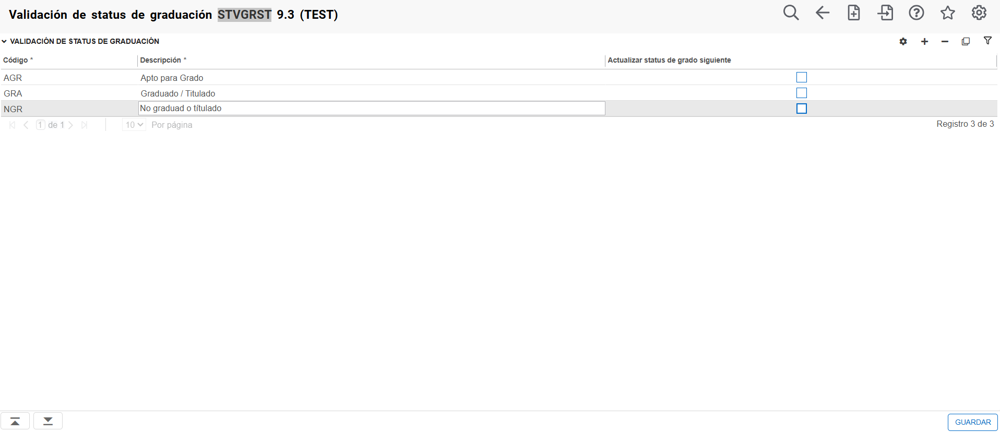 Validación de status de graduación STVGRST 9.3 (TEST)
VALIDACIÓN DE STATUS DE GRADUACIÓN
Código * Descripción * Actualizar status de grado siguiente
AGR Apto para Grado
GRA Graduado / Titulado
NGR No graduad o títulado
1 de 1 10 Por página Registro 3 de 3
GUARDAR